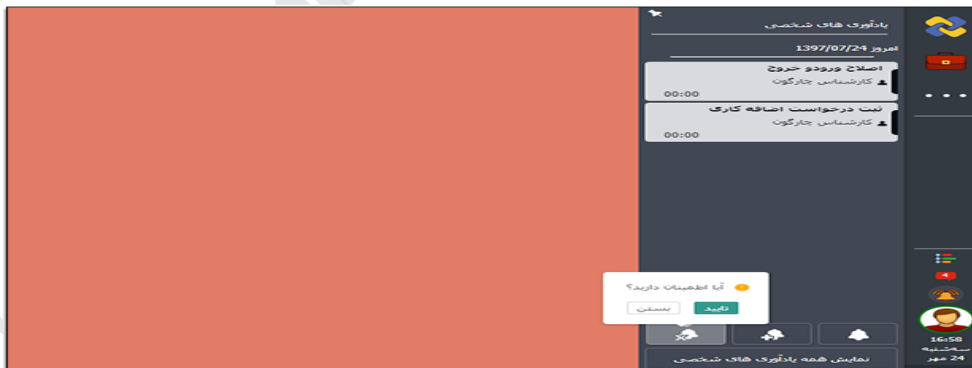 یادآوری های شخصی
امروز 1397/07/24
اصلاح ورودو خروج
کارشناس چارگون
00:00
ثبت درخواست اضافه کاری
کارشناس چارگون
00:00
4
آیا اطمینان دارید؟
تایید
بستن
نمایش همه یادآوری های شخصی
16:58
سه‌شنبه
24 مهر